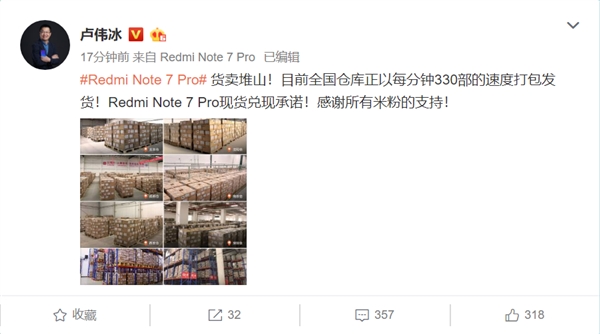 卢伟冰
17分钟前 来自 Redmi Note 7 Pro 已编辑
#Redmi Note 7 Pro# 货卖堆山！目前全国仓库正以每分钟330部的速度打包发
货！Redmi Note 7 Pro现货兑现承诺！感谢所有米粉的支持！
收藏
32
357
318